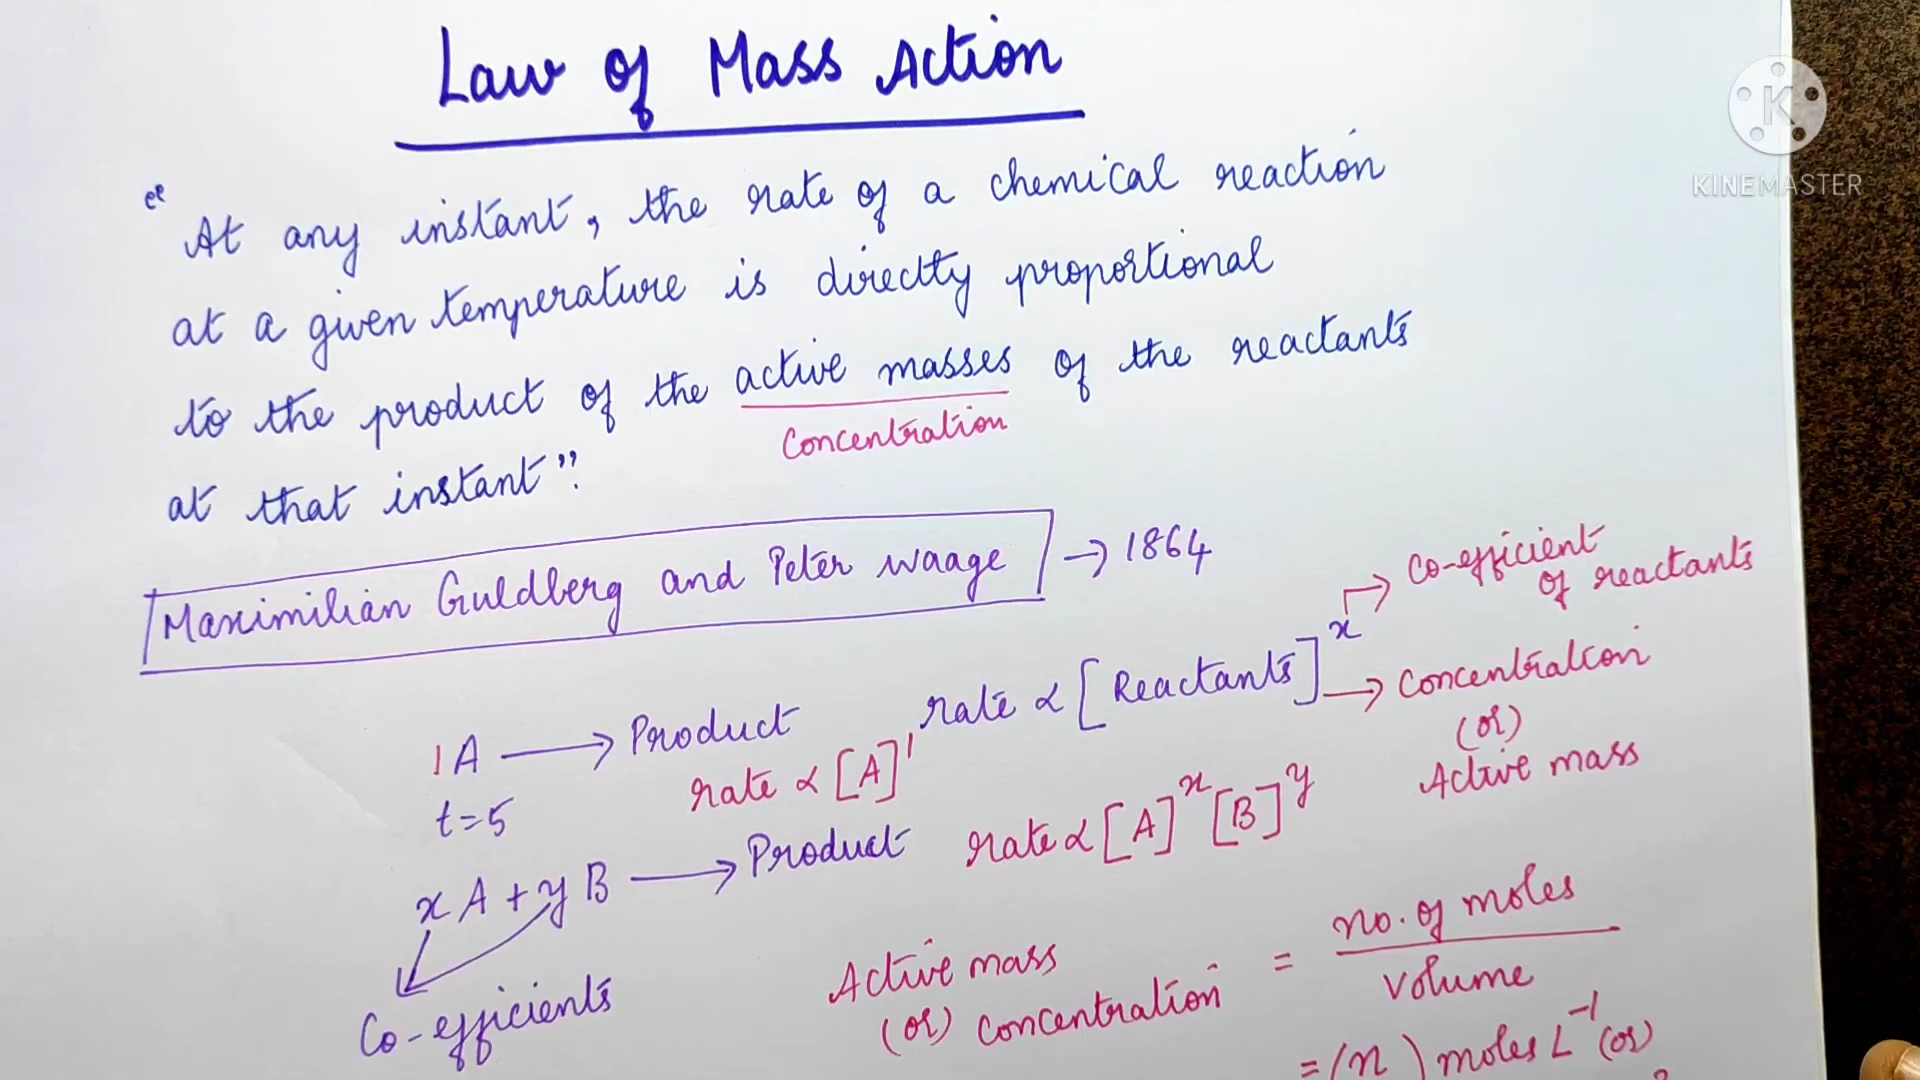 Law of Mass Action
K
KINEMASTER
"At any instant, the rate of a chemical reaction
at a given temperature is directly proportional
to the product of the active masses of the reactants
Concentration
at that instant".
Maximilian Guldberg and Peter waage → 1864
rate ∝ [Reactants]^x
→ Co-efficient
of reactants
→ Concentration
(or)
Active mass
1A ⟶ Product
rate ∝ [A]^1
t=5
xA + yB ⟶ Product
rate ∝ [A]^x [B]^y
Co-efficients
Active mass
(or) concentration = no. of moles
volume
= (n ) moles L^-1 (or)